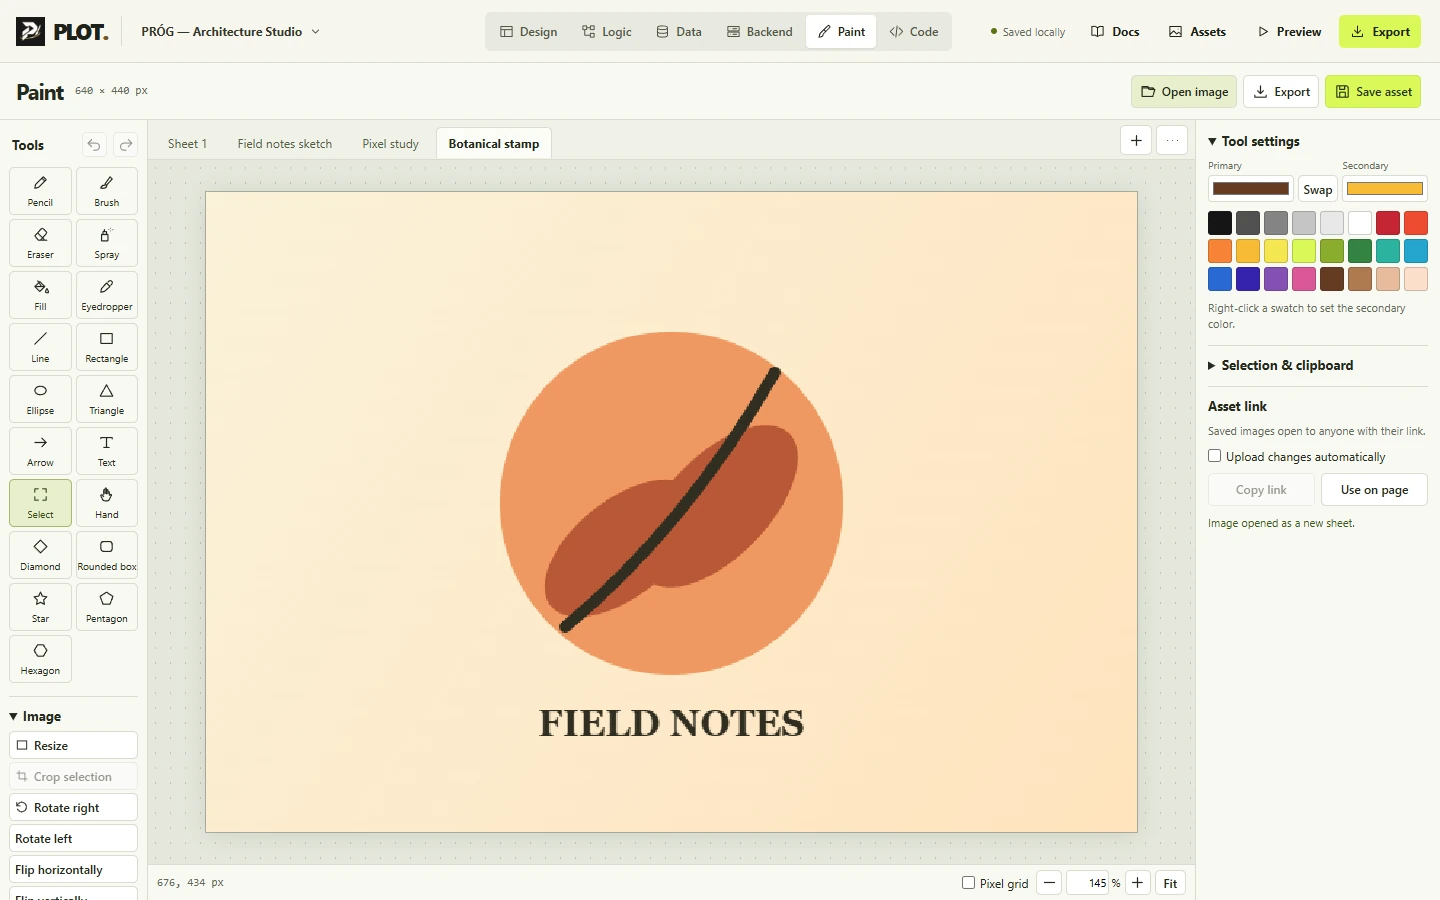 PLOT.
PRÓG — Architecture Studio
Design
Logic
Data
Backend
Paint
Code
Saved locally
Docs
Assets
Preview
Export
Paint 640 × 440 px
Open image
Export
Save asset
Tools
Sheet 1
Field notes sketch
Pixel study
Botanical stamp
+
...
Pencil
Brush
Eraser
Spray
Fill
Eyedropper
Line
Rectangle
Ellipse
Triangle
Arrow
Text
Select
Hand
Diamond
Rounded box
Star
Pentagon
Hexagon
Image
Resize
Crop selection
Rotate right
Rotate left
Flip horizontally
Flip vertically
FIELD NOTES
676, 434 px
Pixel grid
145 %
Fit
Tool settings
Primary
Secondary
Swap
Right-click a swatch to set the secondary
color.
Selection & clipboard
Asset link
Saved images open to anyone with their link.
Upload changes automatically
Copy link
Use on page
Image opened as a new sheet.